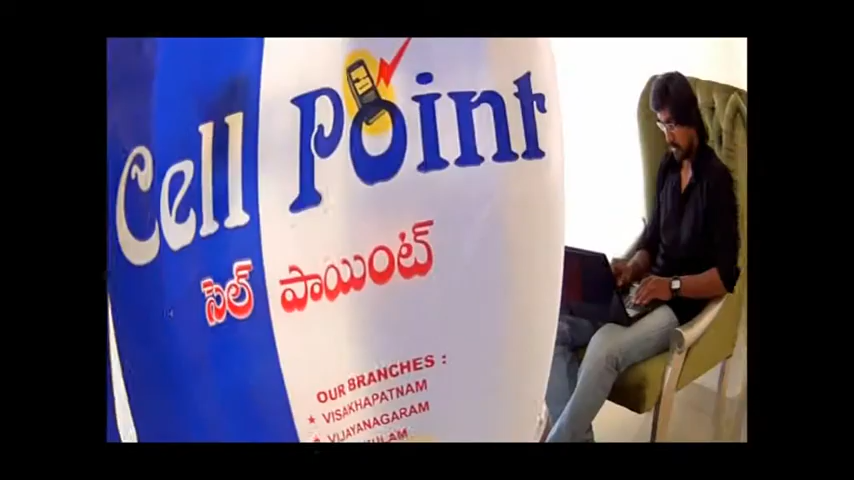 Cell Point
సెల్ పాయింట్
OUR BRANCHES :
★ VISAKHAPATNAM
★ VIJAYANAGARAM